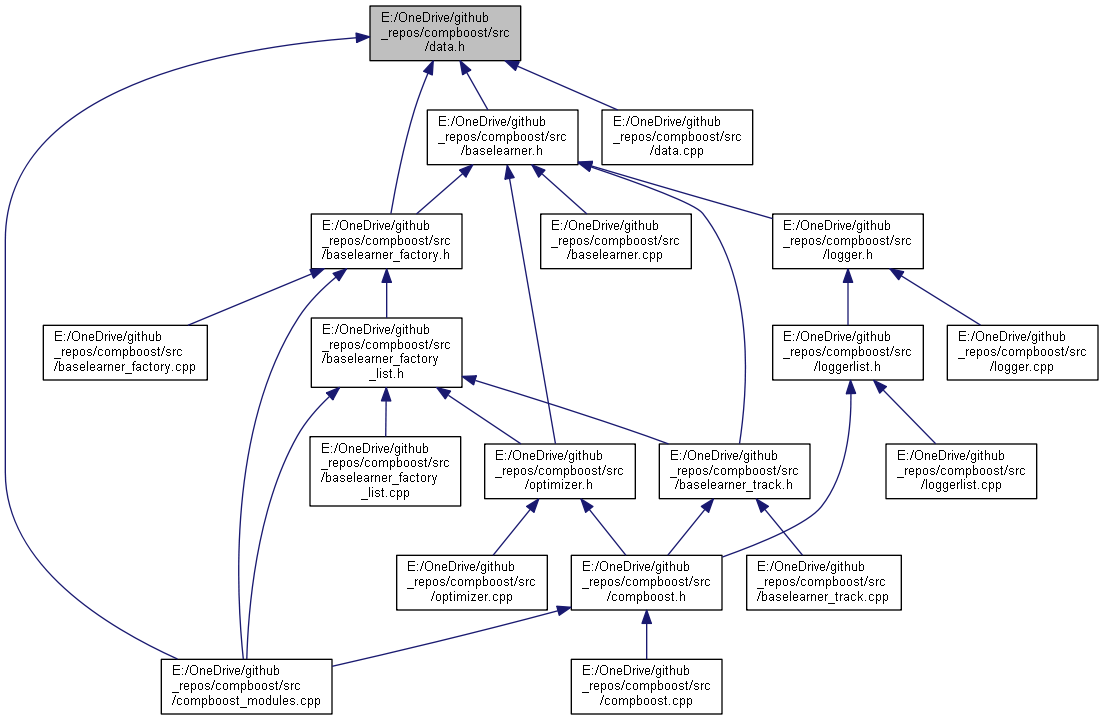 E:/OneDrive/github
_repos/compboost/src
/data.h
E:/OneDrive/github
_repos/compboost/src
/baselearner.h
E:/OneDrive/github
_repos/compboost/src
/data.cpp
E:/OneDrive/github
_repos/compboost/src
/baselearner_factory.h
E:/OneDrive/github
_repos/compboost/src
/baselearner.cpp
E:/OneDrive/github
_repos/compboost/src
/logger.h
E:/OneDrive/github
_repos/compboost/src
/baselearner_factory.cpp
E:/OneDrive/github
_repos/compboost/src
/baselearner_factory
_list.h
E:/OneDrive/github
_repos/compboost/src
/loggerlist.h
E:/OneDrive/github
_repos/compboost/src
/logger.cpp
E:/OneDrive/github
_repos/compboost/src
/baselearner_factory
_list.cpp
E:/OneDrive/github
_repos/compboost/src
/optimizer.h
E:/OneDrive/github
_repos/compboost/src
/baselearner_track.h
E:/OneDrive/github
_repos/compboost/src
/loggerlist.cpp
E:/OneDrive/github
_repos/compboost/src
/optimizer.cpp
E:/OneDrive/github
_repos/compboost/src
/compboost.h
E:/OneDrive/github
_repos/compboost/src
/baselearner_track.cpp
E:/OneDrive/github
_repos/compboost/src
/compboost_modules.cpp
E:/OneDrive/github
_repos/compboost/src
/compboost.cpp